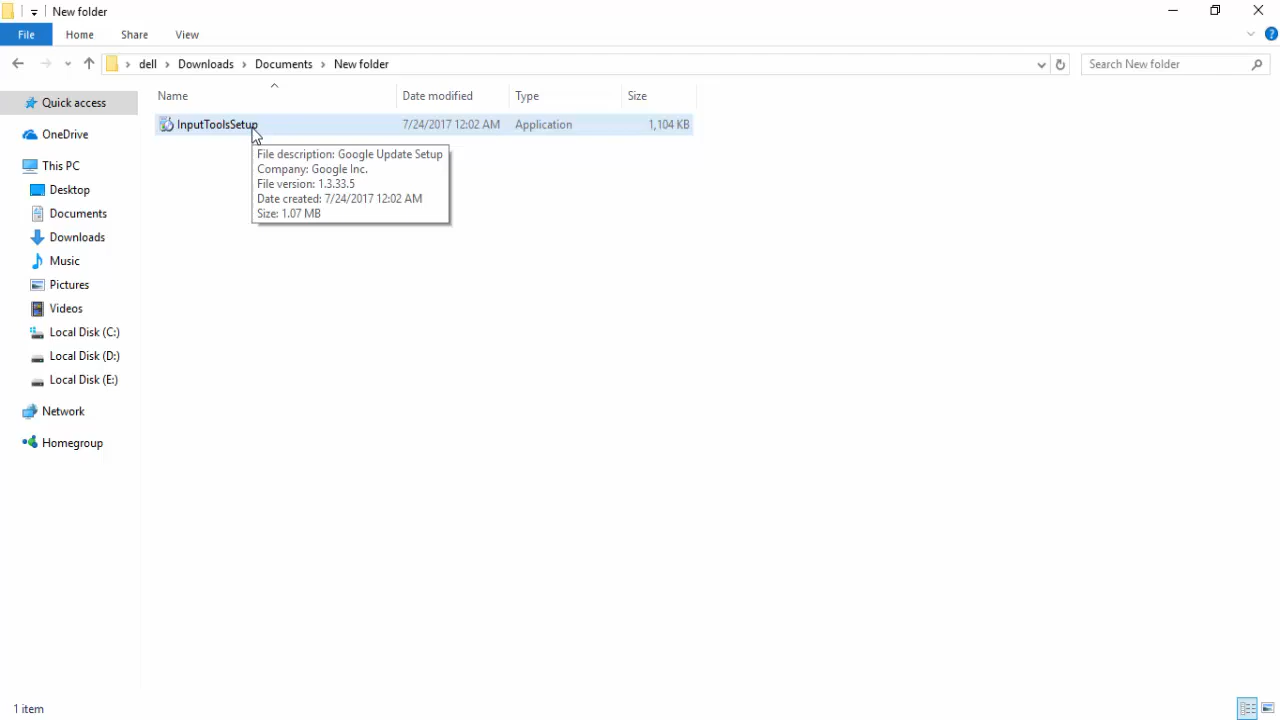 New folder
File Home Share View
dell Downloads Documents New folder
Search New folder
Name Date modified Type Size
InputToolsSetup 7/24/2017 12:02 AM Application 1,104 KB
File description: Google Update Setup
Company: Google Inc.
File version: 1.3.33.5
Date created: 7/24/2017 12:02 AM
Size: 1.07 MB
Quick access
OneDrive
This PC
Desktop
Documents
Downloads
Music
Pictures
Videos
Local Disk (C:)
Local Disk (D:)
Local Disk (E:)
Network
Homegroup
1 item